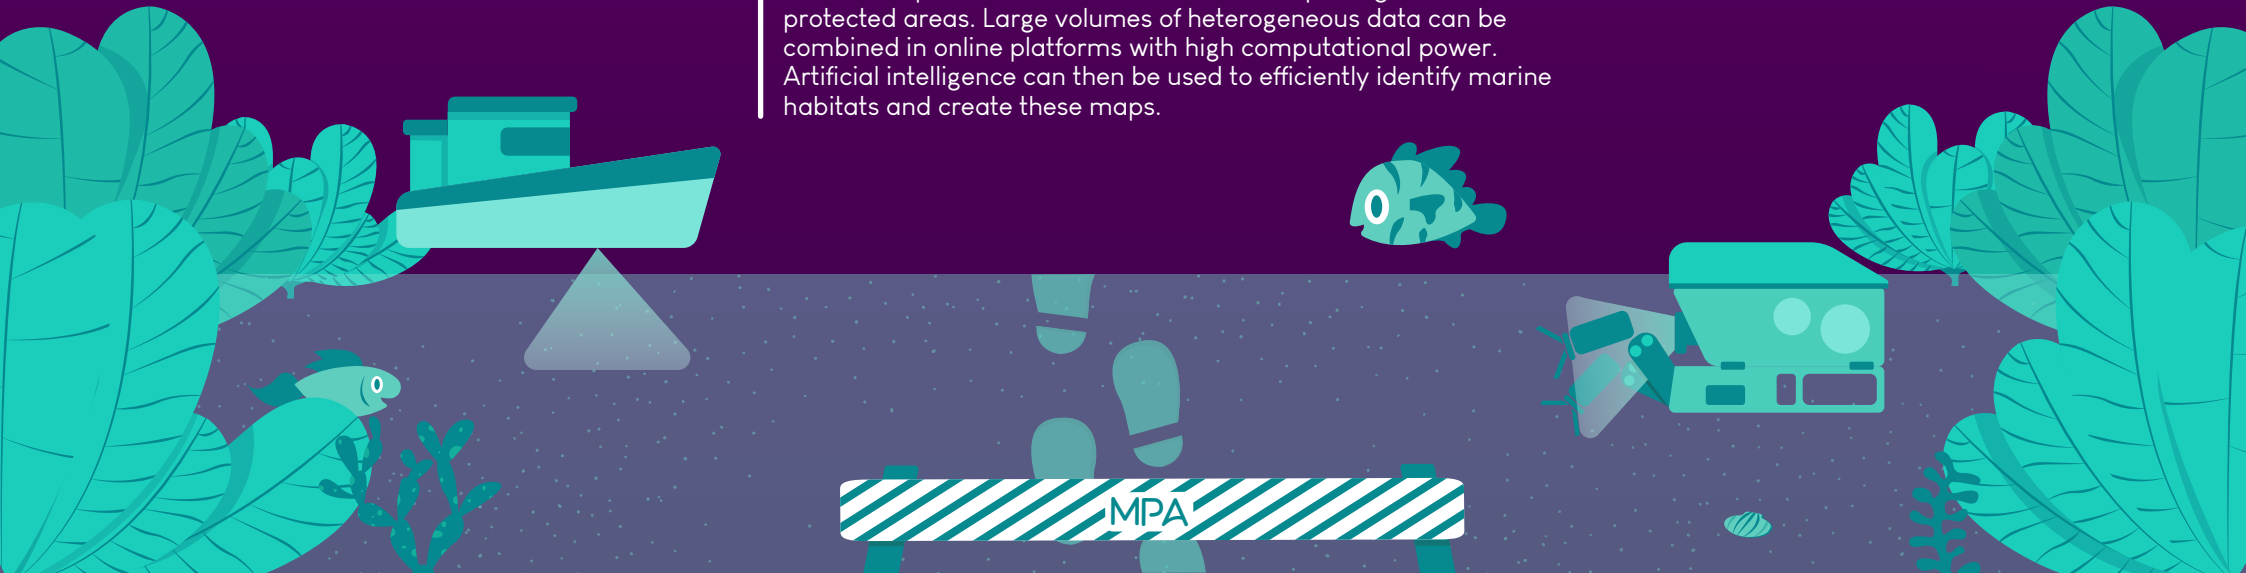 protected areas. Large volumes of heterogeneous data can be
combined in online platforms with high computational power.
Artificial intelligence can then be used to efficiently identify marine
habitats and create these maps.
MPA